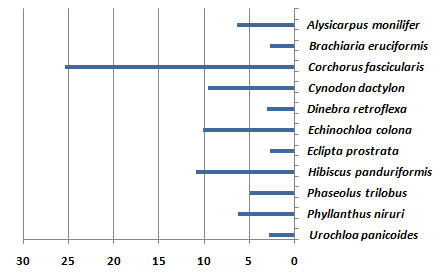 Alysicarpus monilifer
Brachiaria eruciformis
Corchorus fascicularis
Cynodon dactylon
Dinebra retroflexa
Echinochloa colona
Eclipta prostrata
Hibiscus panduriformis
Phaseolus trilobus
Phyllanthus niruri
Urochloa panicoides
30 25 20 15 10 5 0